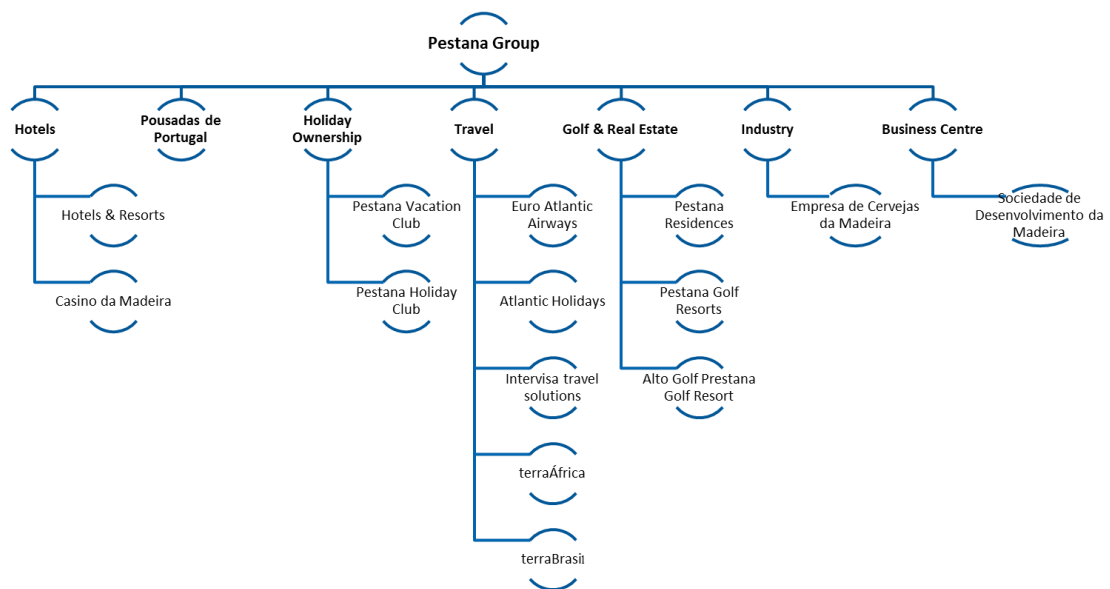 Pestana Group
Hotels
Pousadas de
Portugal
Holiday
Ownership
Travel
Golf & Real Estate
Industry
Business Centre
Hotels & Resorts
Casino da Madeira
Pestana Vacation
Club
Pestana Holiday
Club
Euro Atlantic
Airways
Atlantic Holidays
Intervisa travel
solutions
terraÁfrica
terraBrasil
Pestana
Residences
Pestana Golf
Resorts
Alto Golf Prestana
Golf Resort
Empresa de Cervejas
da Madeira
Sociedade de
Desenvolvimento da
Madeira